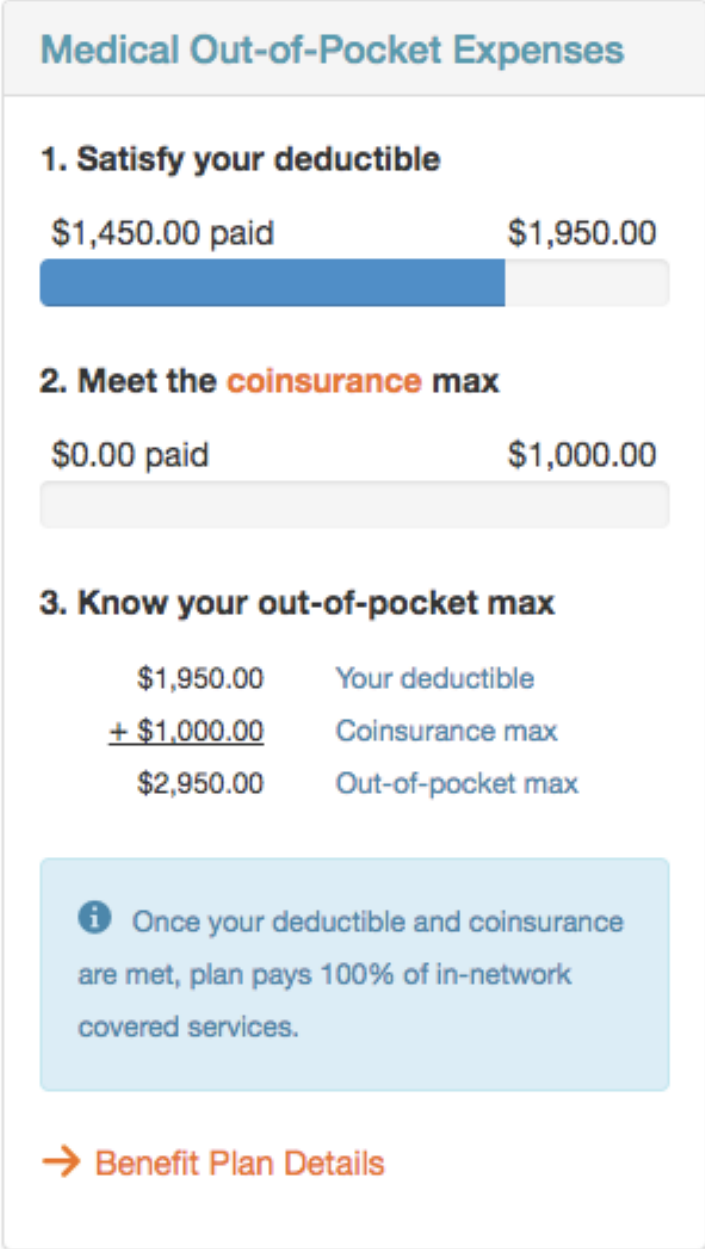 Medical Out-of-Pocket Expenses
1. Satisfy your deductible
$1,450.00 paid $1,950.00
2. Meet the coinsurance max
$0.00 paid $1,000.00
3. Know your out-of-pocket max
$1,950.00 Your deductible
+ $1,000.00 Coinsurance max
$2,950.00 Out-of-pocket max
Once your deductible and coinsurance
are met, plan pays 100% of in-network
covered services.
Benefit Plan Details